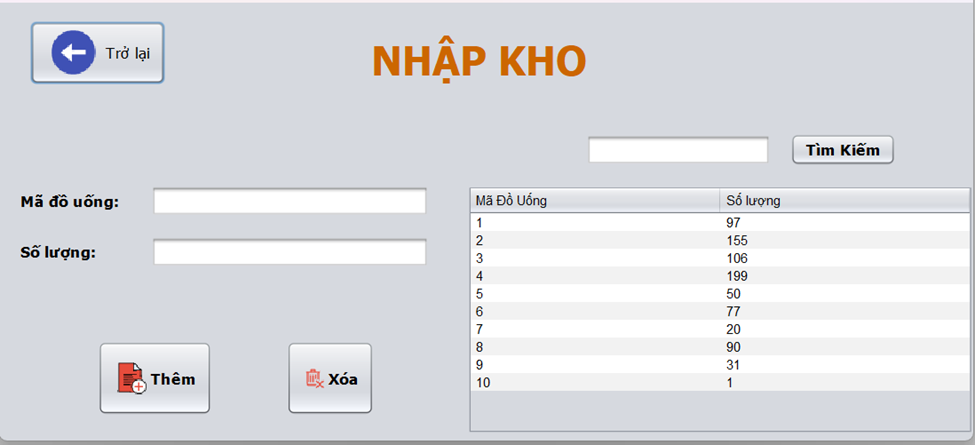 Trở lại
NHẬP KHO
Tìm Kiếm
Mã đồ uống:
Số lượng:
Thêm
Xóa
Mã Đồ Uống Số lượng
1 97
2 155
3 106
4 199
5 50
6 77
7 20
8 90
9 31
10 1